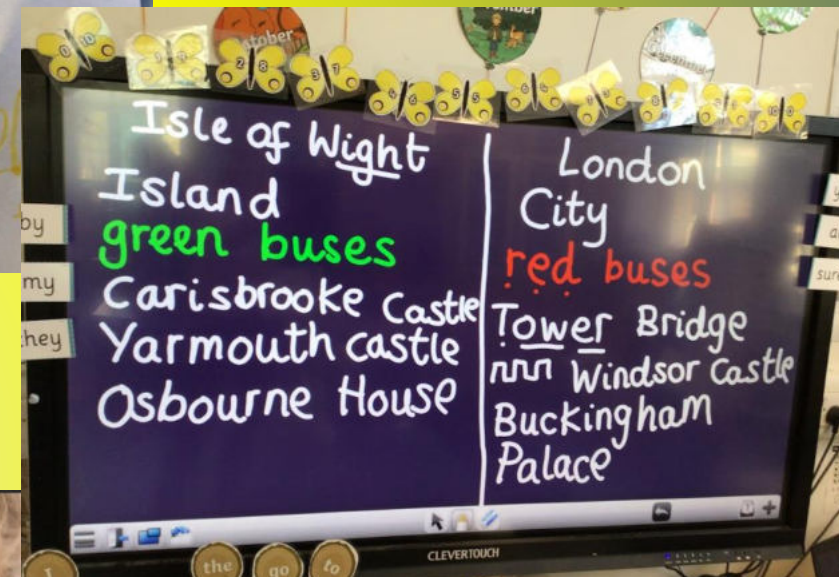 Isle of Wight
Island
green buses
Carisbrooke Castle
Yarmouth castle
Osbourne House
London
City
red buses
Tower Bridge
Windsor Castle
Buckingham
Palace
by
my
they
sure
CLEVERTOUCH
I
the
go
to